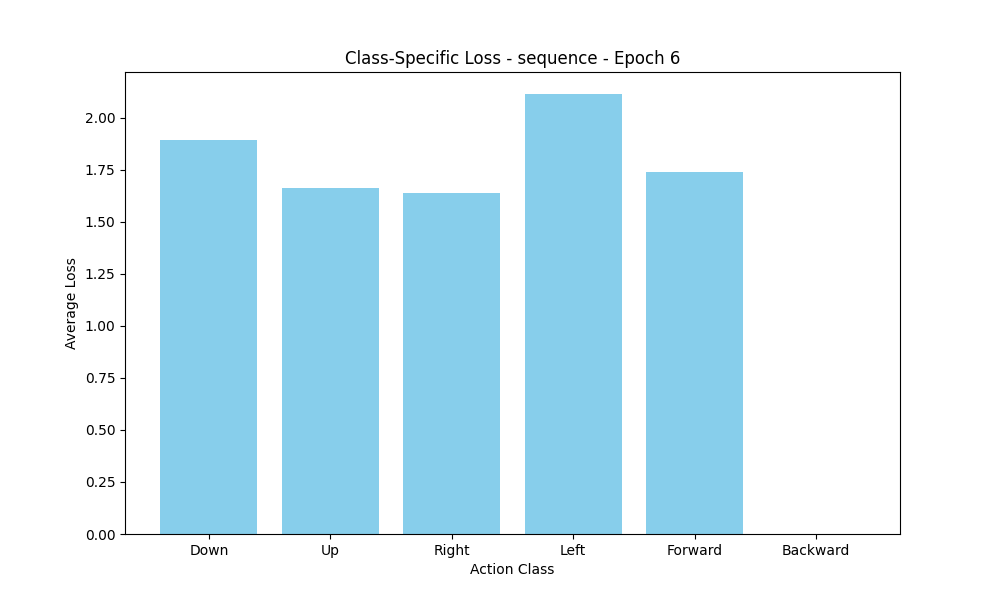 Class-Specific Loss - sequence - Epoch 6
Average Loss
2.00
1.75
1.50
1.25
1.00
0.75
0.50
0.25
0.00
Down Up Right Left Forward Backward
Action Class